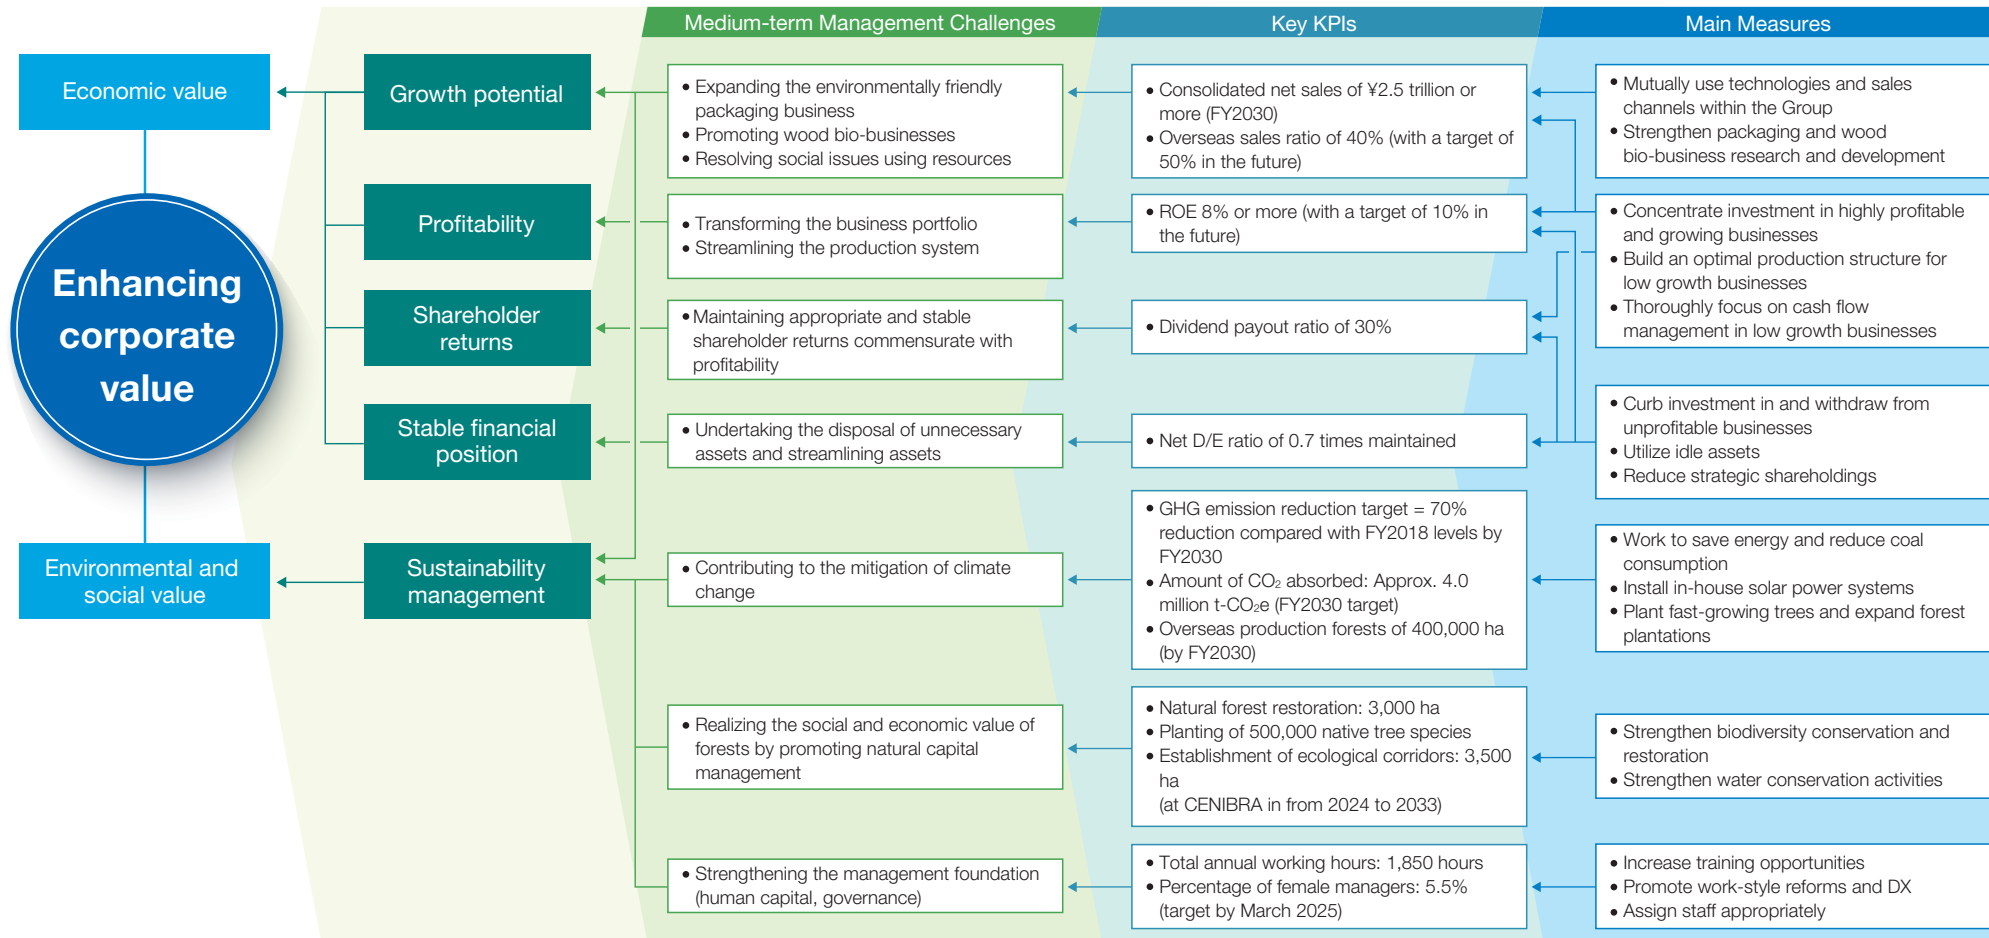 Medium-term Management Challenges
Key KPIs
Main Measures
Economic value
Enhancing
corporate
value
Environmental and
social value
Growth potential
Profitability
Shareholder
returns
Stable financial
position
Sustainability
management
• Expanding the environmentally friendly
packaging business
• Promoting wood bio-businesses
• Resolving social issues using resources
• Transforming the business portfolio
• Streamlining the production system
• Maintaining appropriate and stable
shareholder returns commensurate with
profitability
• Undertaking the disposal of unnecessary
assets and streamlining assets
• Contributing to the mitigation of climate
change
• Realizing the social and economic value of
forests by promoting natural capital
management
• Strengthening the management foundation
(human capital, governance)
• Consolidated net sales of ¥2.5 trillion or
more (FY2030)
• Overseas sales ratio of 40% (with a target of
50% in the future)
• ROE 8% or more (with a target of 10% in
the future)
• Dividend payout ratio of 30%
• Net D/E ratio of 0.7 times maintained
• GHG emission reduction target = 70%
reduction compared with FY2018 levels by
FY2030
• Amount of CO₂ absorbed: Approx. 4.0
million t-CO₂e (FY2030 target)
• Overseas production forests of 400,000 ha
(by FY2030)
• Natural forest restoration: 3,000 ha
• Planting of 500,000 native tree species
• Establishment of ecological corridors: 3,500
ha
(at CENIBRA in from 2024 to 2033)
• Total annual working hours: 1,850 hours
• Percentage of female managers: 5.5%
(target by March 2025)
• Mutually use technologies and sales
channels within the Group
• Strengthen packaging and wood
bio-business research and development
• Concentrate investment in highly profitable
and growing businesses
• Build an optimal production structure for
low growth businesses
• Thoroughly focus on cash flow
management in low growth businesses
• Curb investment in and withdraw from
unprofitable businesses
• Utilize idle assets
• Reduce strategic shareholdings
• Work to save energy and reduce coal
consumption
• Install in-house solar power systems
• Plant fast-growing trees and expand forest
plantations
• Strengthen biodiversity conservation and
restoration
• Strengthen water conservation activities
• Increase training opportunities
• Promote work-style reforms and DX
• Assign staff appropriately